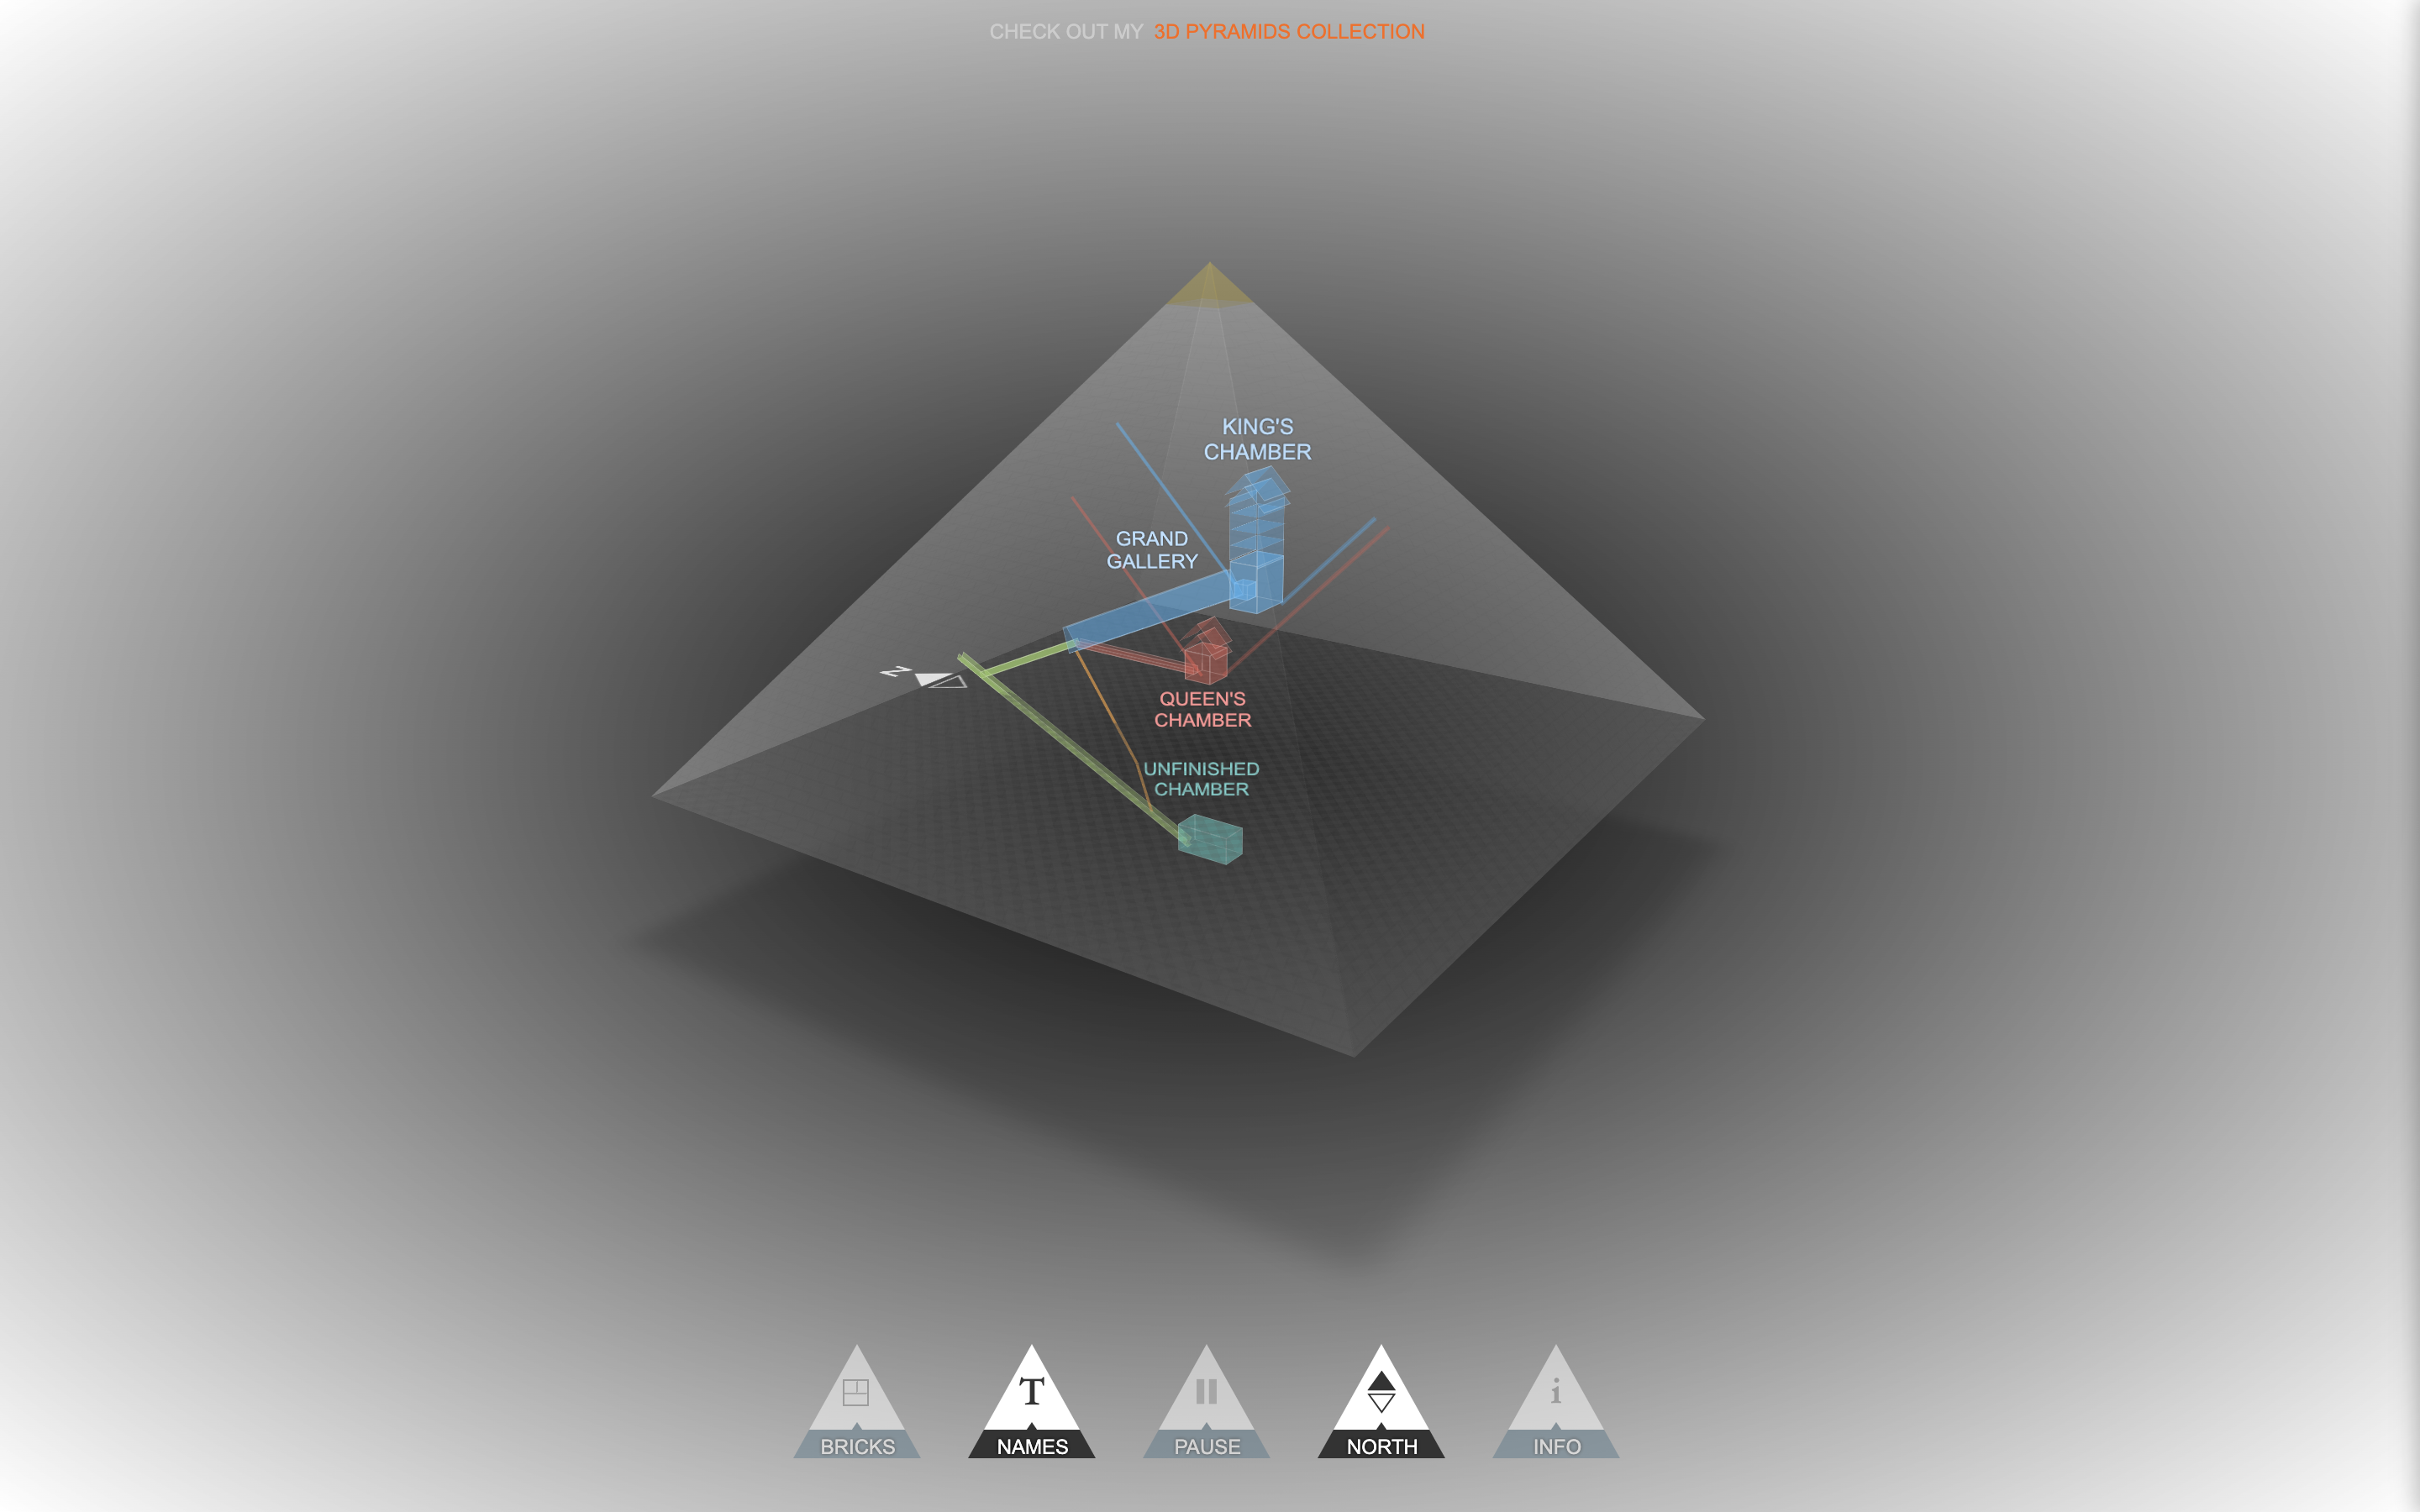 CHECK OUT MY 3D PYRAMIDS COLLECTION
KING'S
CHAMBER
GRAND
GALLERY
N
QUEEN'S
CHAMBER
UNFINISHED
CHAMBER
T
i
BRICKS
NAMES
PAUSE
NORTH
INFO